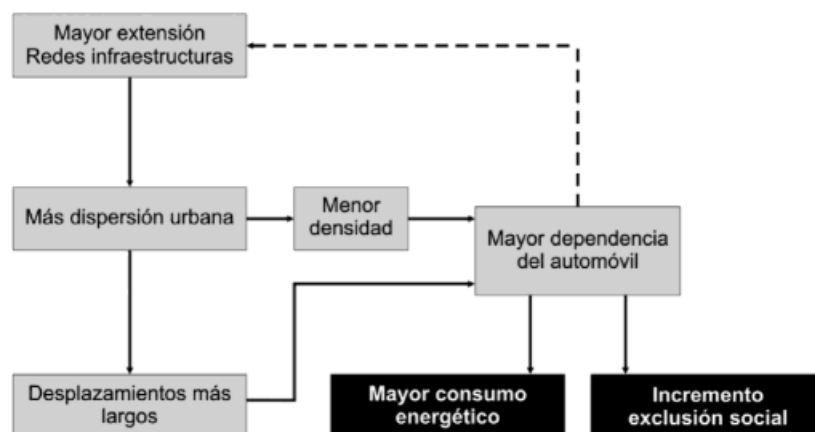 Mayor extensión
Redes infraestructuras
Más dispersión urbana
Menor
densidad
Mayor dependencia
del automóvil
Desplazamientos más
largos
Mayor consumo
energético
Incremento
exclusión social